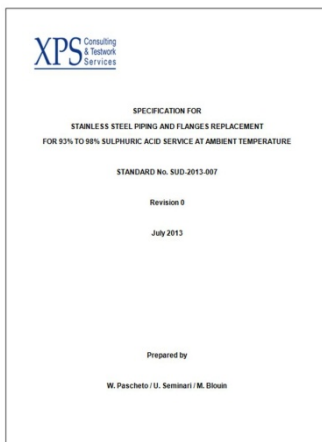 XPS Consulting
& Testwork
Services
SPECIFICATION FOR
STAINLESS STEEL PIPING AND FLANGES REPLACEMENT
FOR 93% TO 98% SULPHURIC ACID SERVICE AT AMBIENT TEMPERATURE
STANDARD No. SUD-2013-007
Revision 0
July 2013
Prepared by
W. Pascheto / U. Seminari / M. Blouin